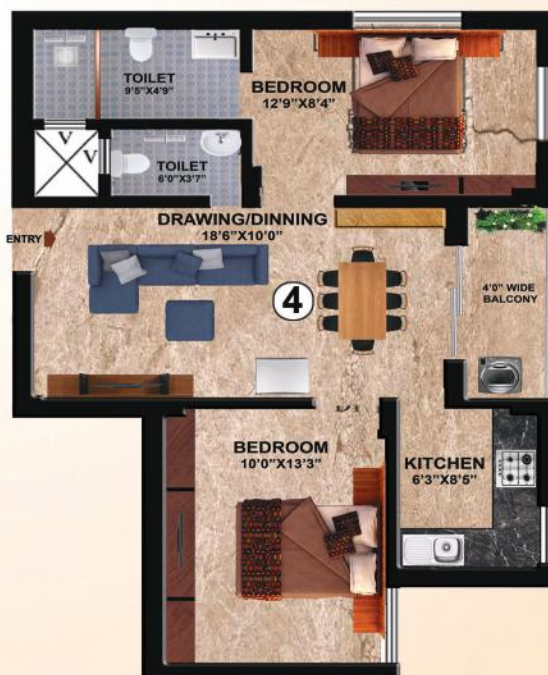 TOILET
9'5"X4'9"
BEDROOM
12'9"X8'4"
V
V
TOILET
6'0"X3'7"
DRAWING/DINNING
18'6"X10'0"
ENTRY
4
4'0" WIDE
BALCONY
BEDROOM
10'0"X13'3"
KITCHEN
6'3"X8'5"